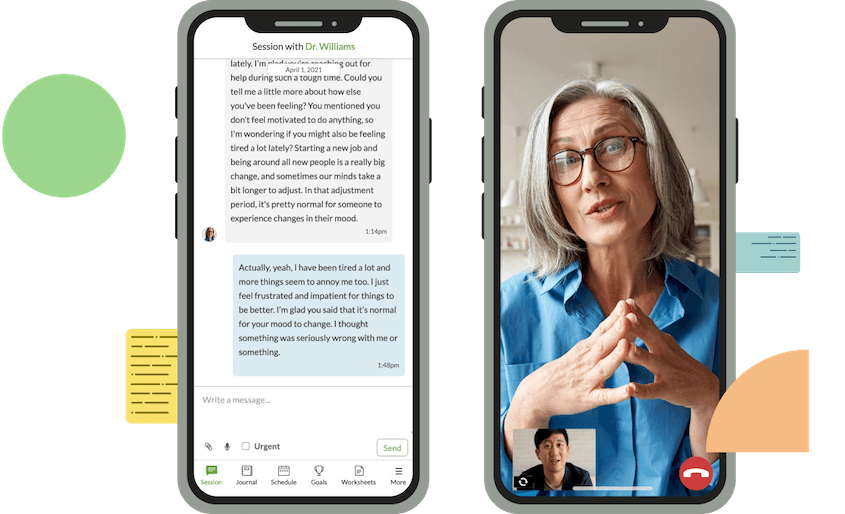 Session with Dr. Williams
April 1, 2021
lately. I'm glad you're reaching out for
help during such a tough time. Could you
tell me a little more about how else
you've been feeling? You mentioned you
don't feel motivated to do anything, so
I'm wondering if you might also be feeling
tired a lot lately? Starting a new job and
being around all new people is a really big
change, and sometimes our minds take a
bit longer to adjust. In that adjustment
period, it's pretty normal for someone to
experience changes in their mood.
1:14pm
Actually, yeah, I have been tired a lot and
more things seem to annoy me too. I just
feel frustrated and impatient for things to
be better. I'm glad you said that it's normal
for your mood to change. I thought
something was seriously wrong with me or
something.
1:48pm
Write a message...
Urgent
Send
Session Journal Schedule Goals Worksheets More